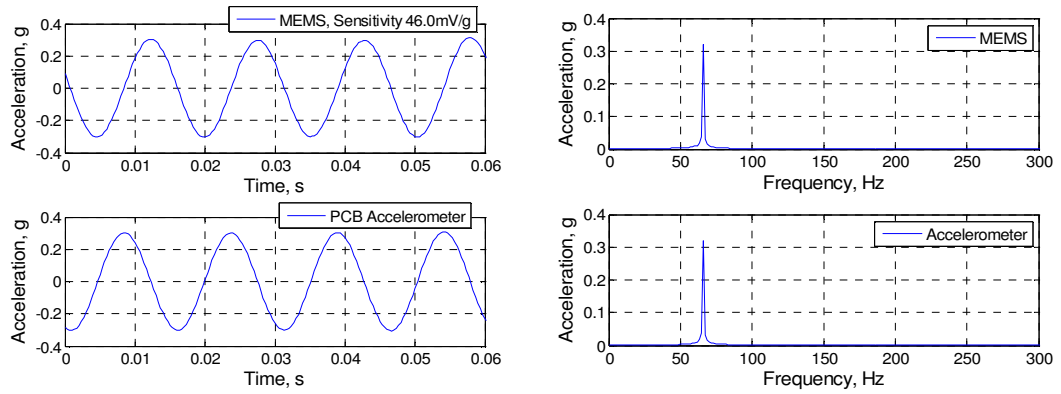 MEMS, Sensitivity 46.0mV/g
Acceleration, g
0.4
0.2
0
-0.2
-0.4
0 0.01 0.02 0.03 0.04 0.05 0.06
Time, s
MEMS
Acceleration, g
0.4
0.3
0.2
0.1
0
0 50 100 150 200 250 300
Frequency, Hz
PCB Accelerometer
Acceleration, g
0.4
0.2
0
-0.2
-0.4
0 0.01 0.02 0.03 0.04 0.05 0.06
Time, s
Accelerometer
Acceleration, g
0.4
0.3
0.2
0.1
0
0 50 100 150 200 250 300
Frequency, Hz